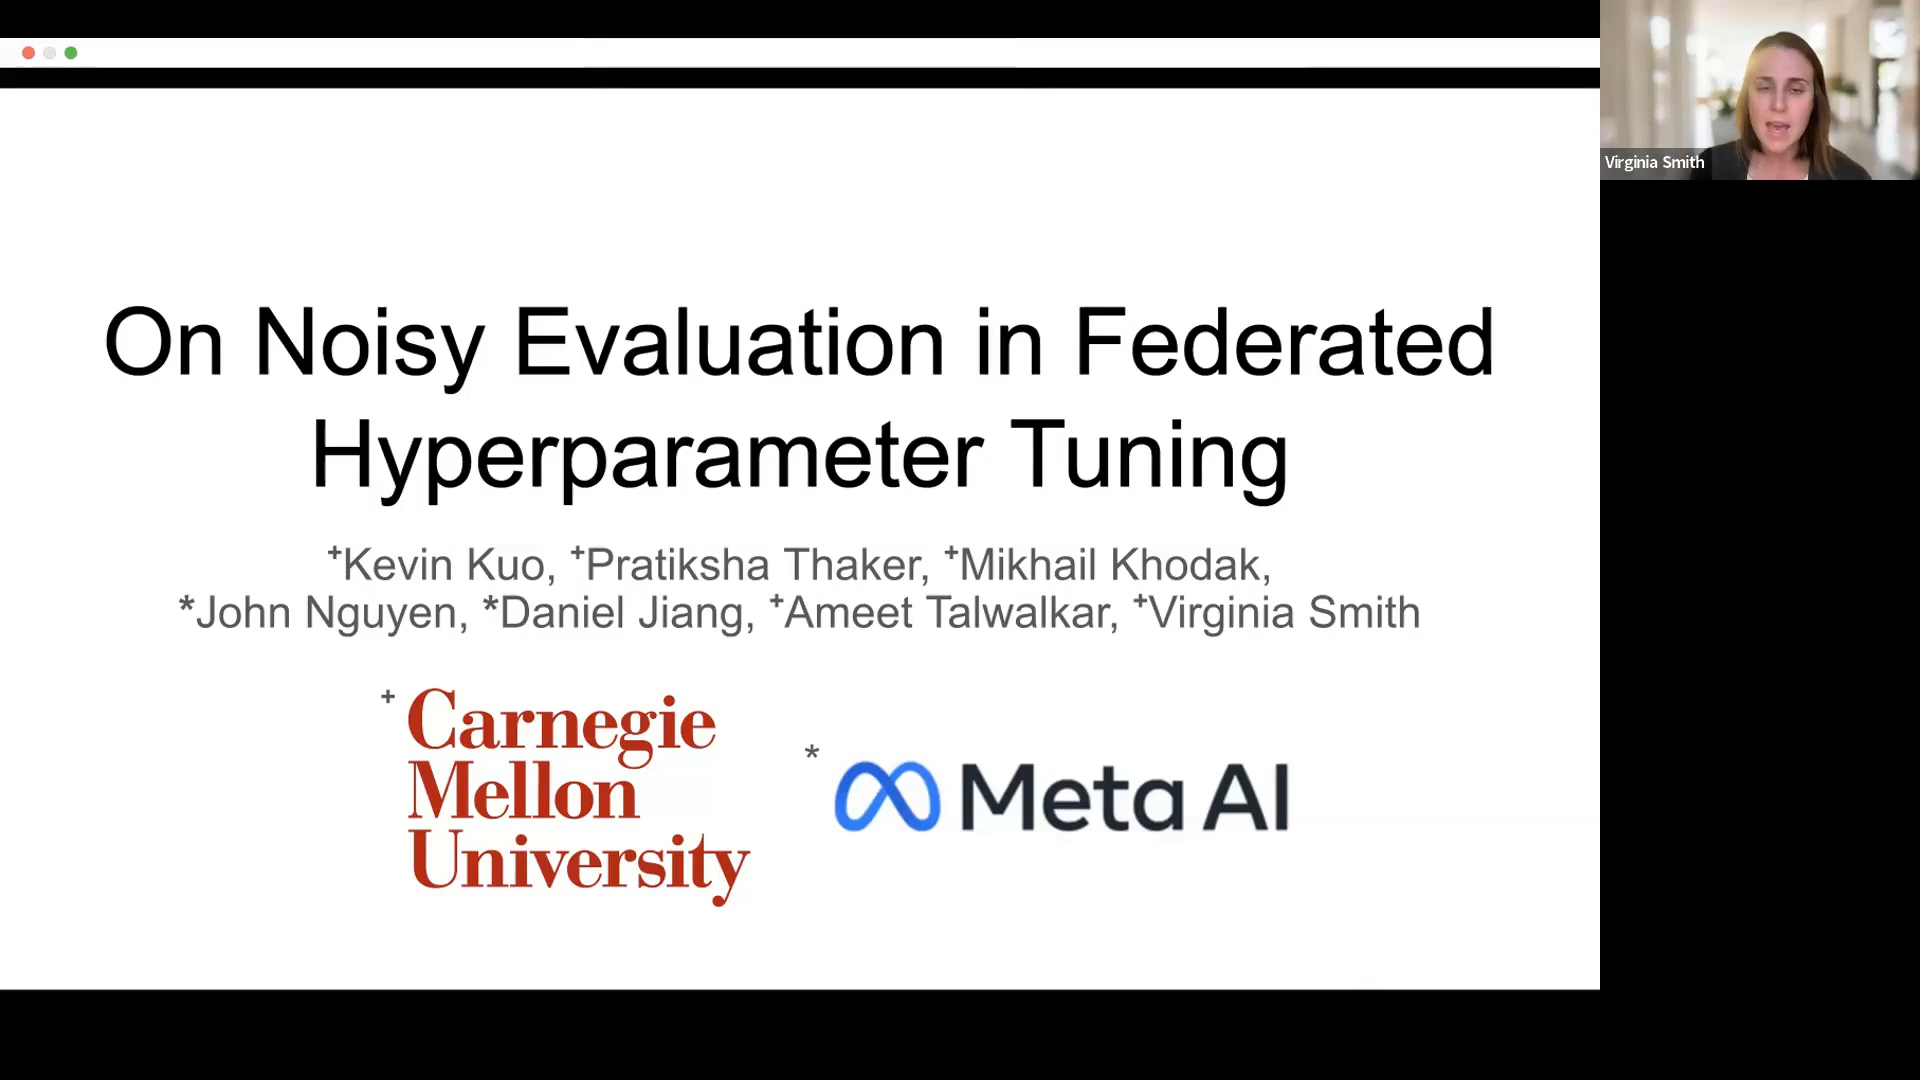 On Noisy Evaluation in Federated
Hyperparameter Tuning
+Kevin Kuo, +Pratiksha Thaker, +Mikhail Khodak,
*John Nguyen, *Daniel Jiang, +Ameet Talwalkar, +Virginia Smith
+
Carnegie
Mellon
University
*
Meta AI
Virginia Smith